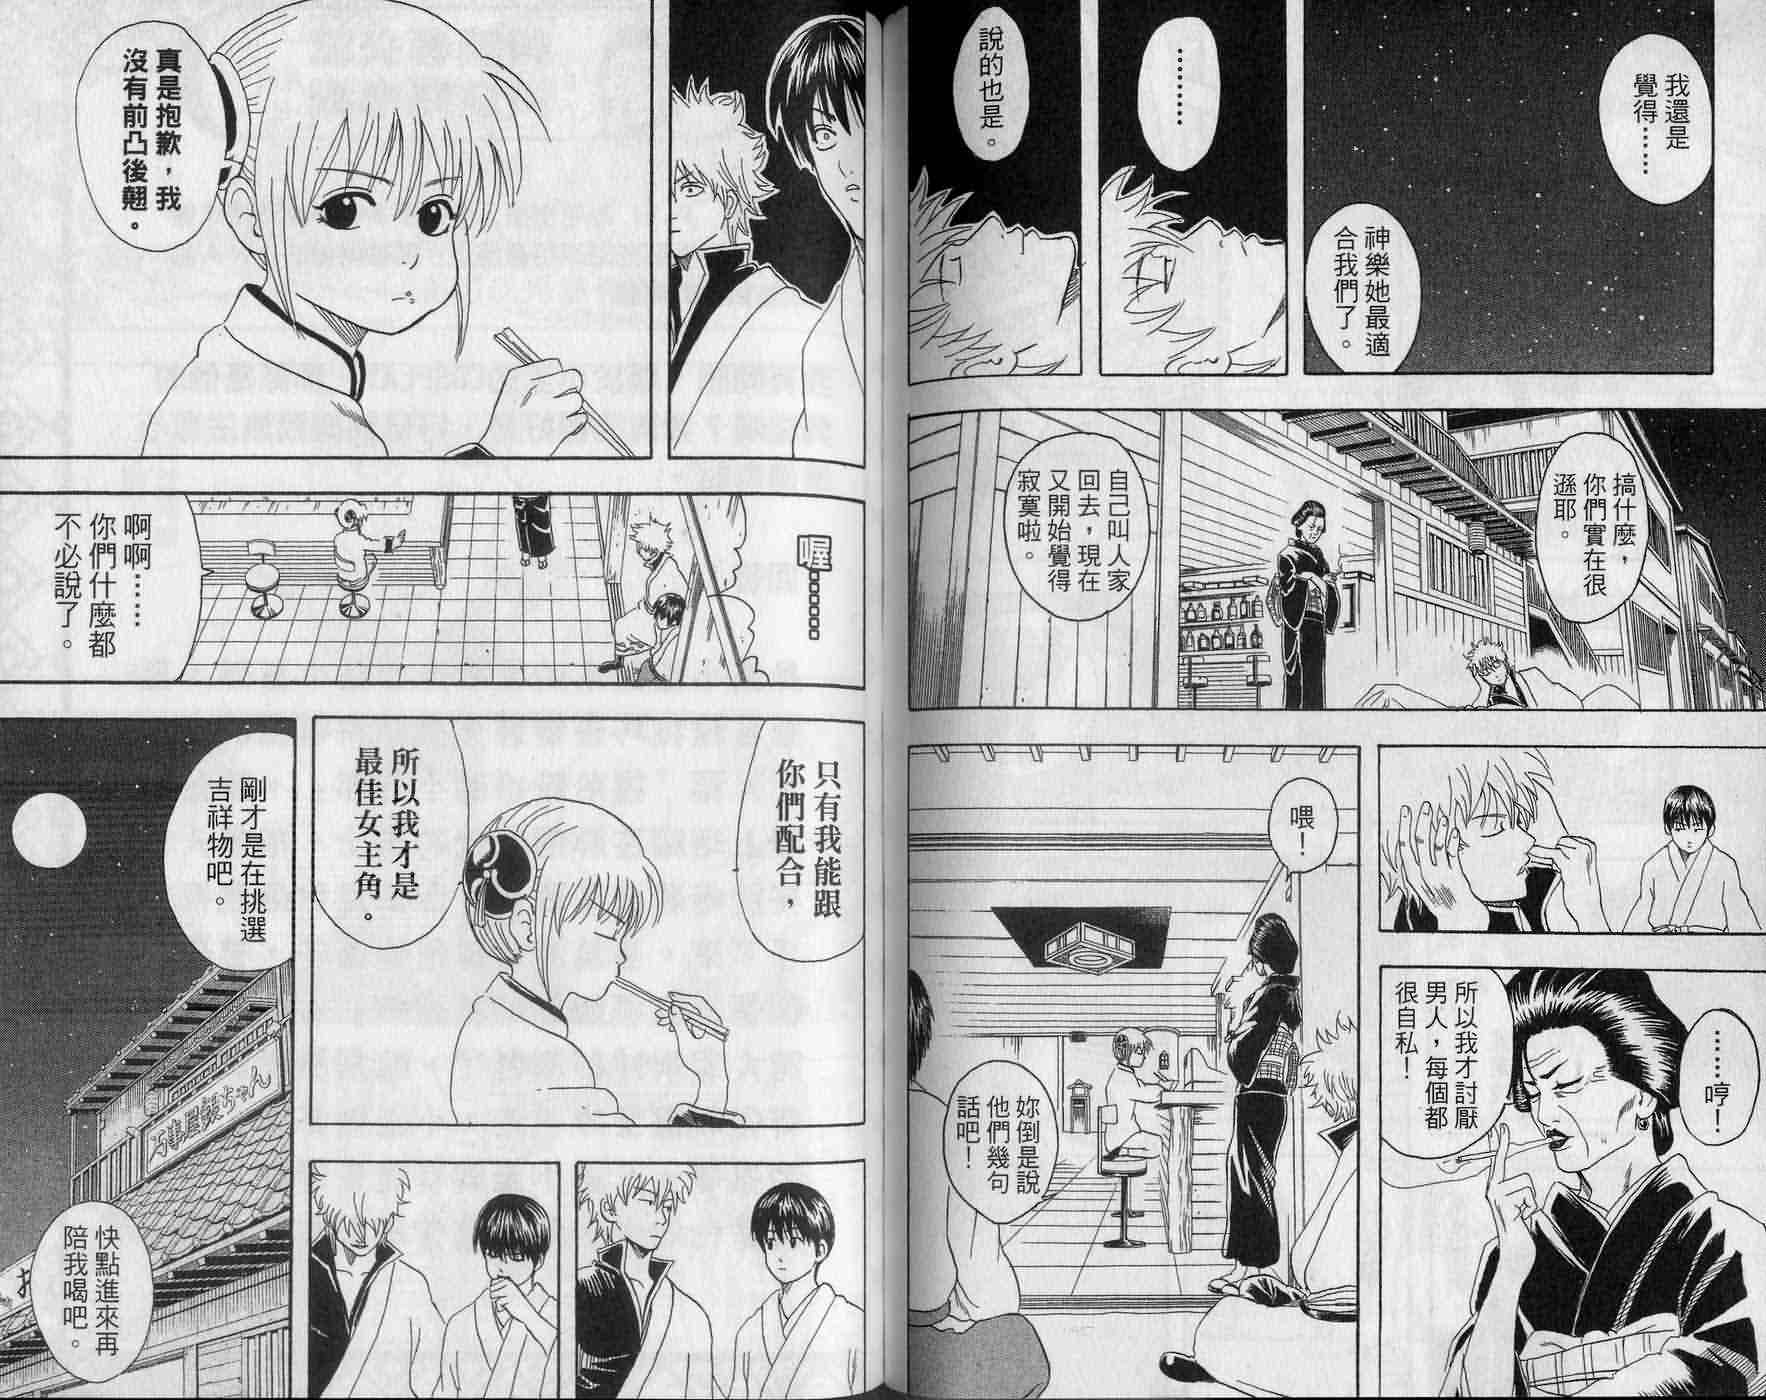 我還是
覺得……
神樂她最適
合我們了。
………
說的也是。
搞什麼，
你們實在很
遜耶。
自己叫人家
回去，現在
又開始覺得
寂寞啦。
……哼！
所以我才討厭
男人，每個都
很自私！
喂！
妳倒是說
他們幾句
話吧！
真是抱歉，我
沒有前凸後翹。
喔……
啊啊……
你們什麼都
不必說了。
只有我能跟
你們配合，
所以我才是
最佳女主角。
剛才是在挑選
吉祥物吧。
万事屋銀ちゃん
快點進來再
陪我喝吧。